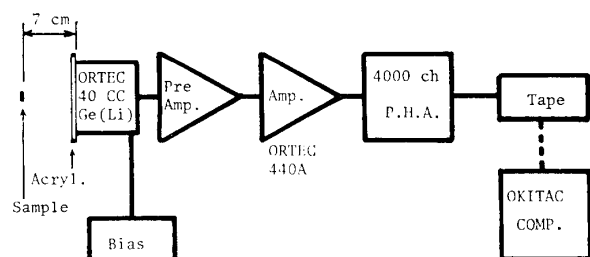 7 cm
ORTEC
40 CC
Ge(Li)
Pre
Amp.
Amp.
ORTEC
440A
4000 ch
P.H.A.
Tape
OKITAC
COMP.
Acryl.
Sample
Bias